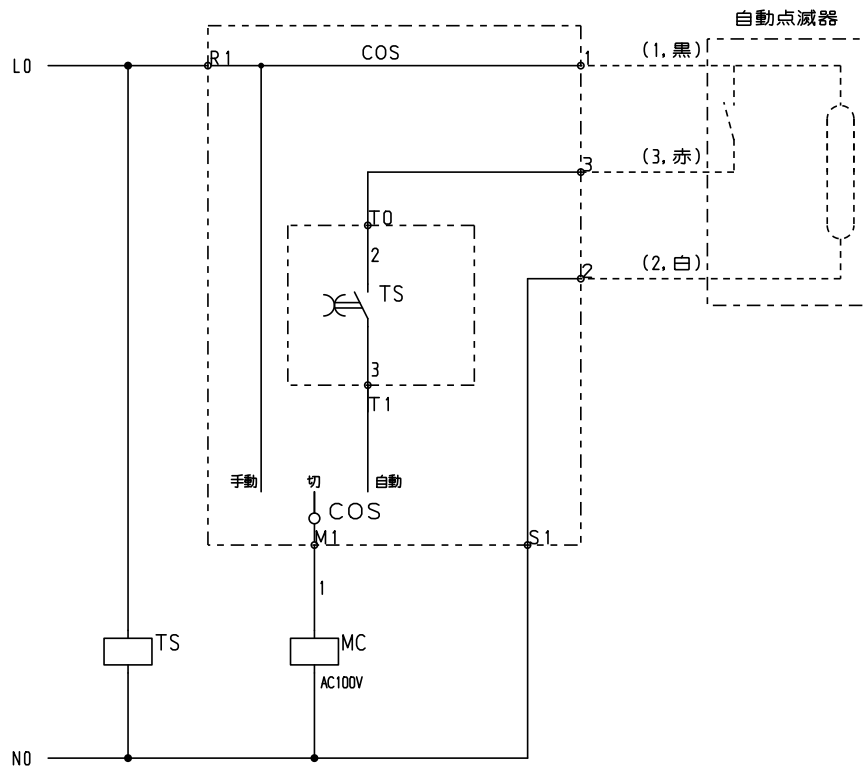 自動点滅器
COS
(1, 黒)
L0
R1
1
(3, 赤)
3
T0
2
(2, 白)
2
TS
3
T1
手動
切
自動
COS
M1
S1
1
TS
MC
AC100V
N0